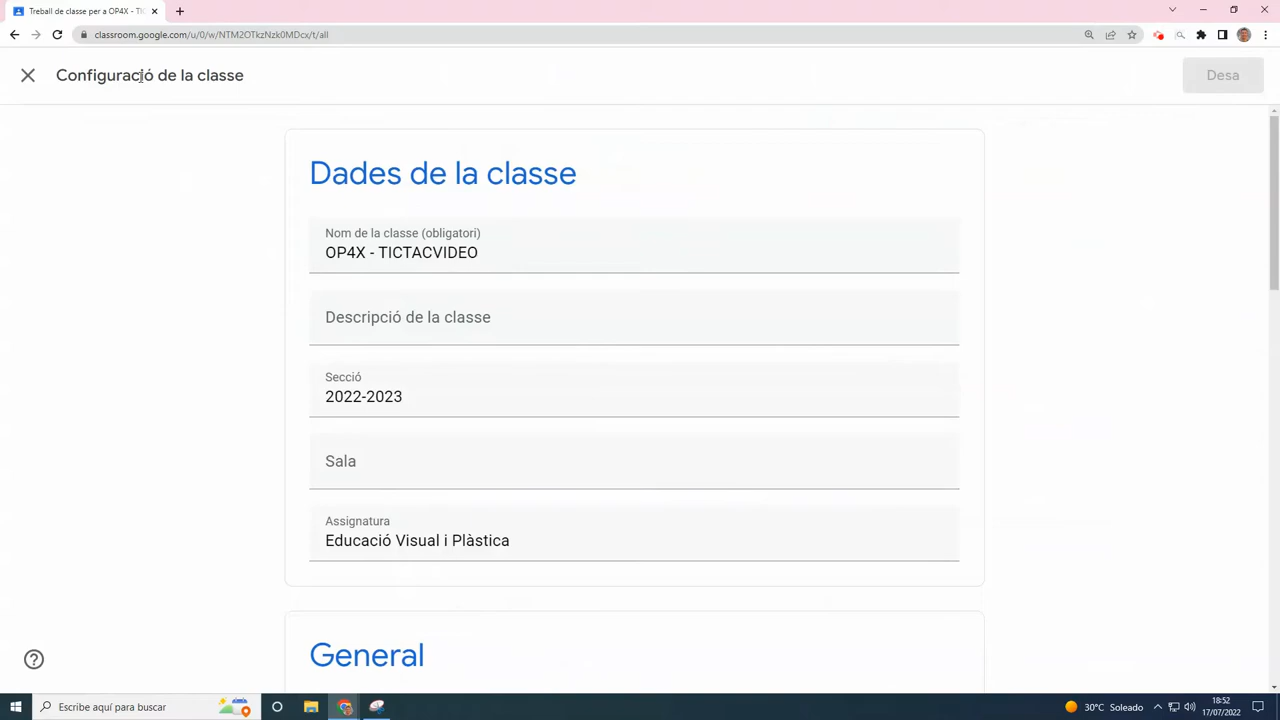 Treball de classe per a OP4X - TIC
classroom.google.com/u/0/w/NTM2OTkzNzk0MDcx/t/all
Configuració de la classe
Desa
Dades de la classe
Nom de la classe (obligatori)
OP4X - TICTACVIDEO
Descripció de la classe
Secció
2022-2023
Sala
Assignatura
Educació Visual i Plàstica
General
Escribe aquí para buscar
30°C Soleado
18:52
17/07/2022